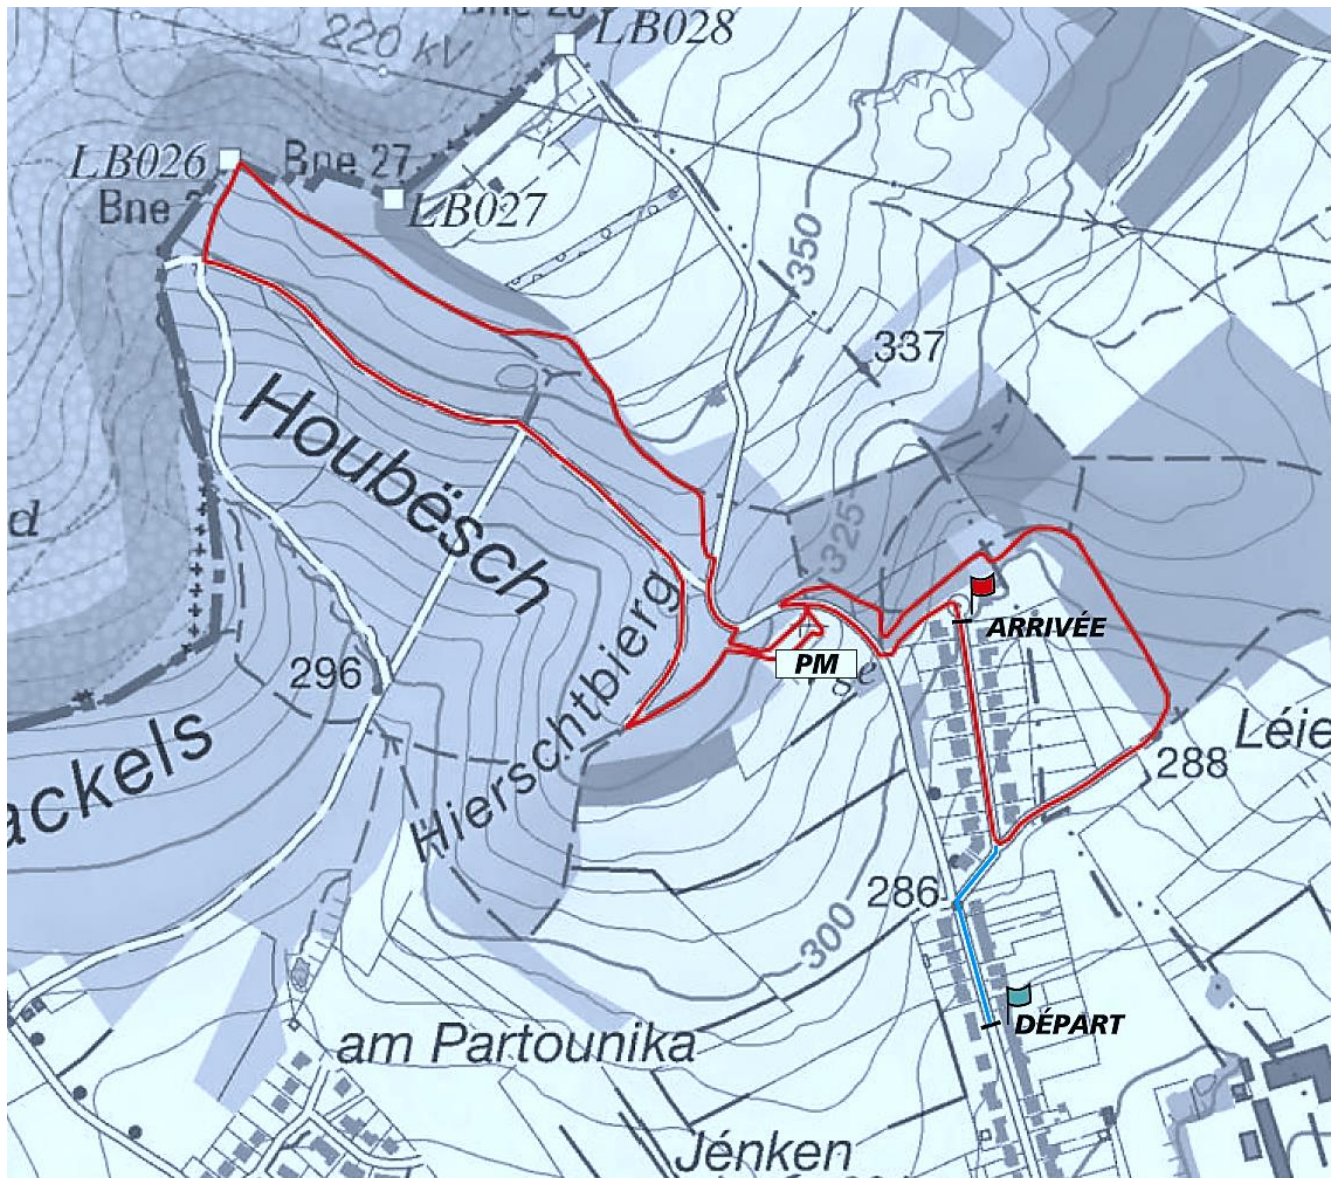 220 kV
LB028
LB026
Bne 27
Bne
LB027
350
337
Houbësch
325
d
Hierschtbierg
ARRIVÉE
PM
ge
296
ackels
Léie
288
286
300
DÉPART
am Partounika
Jénken